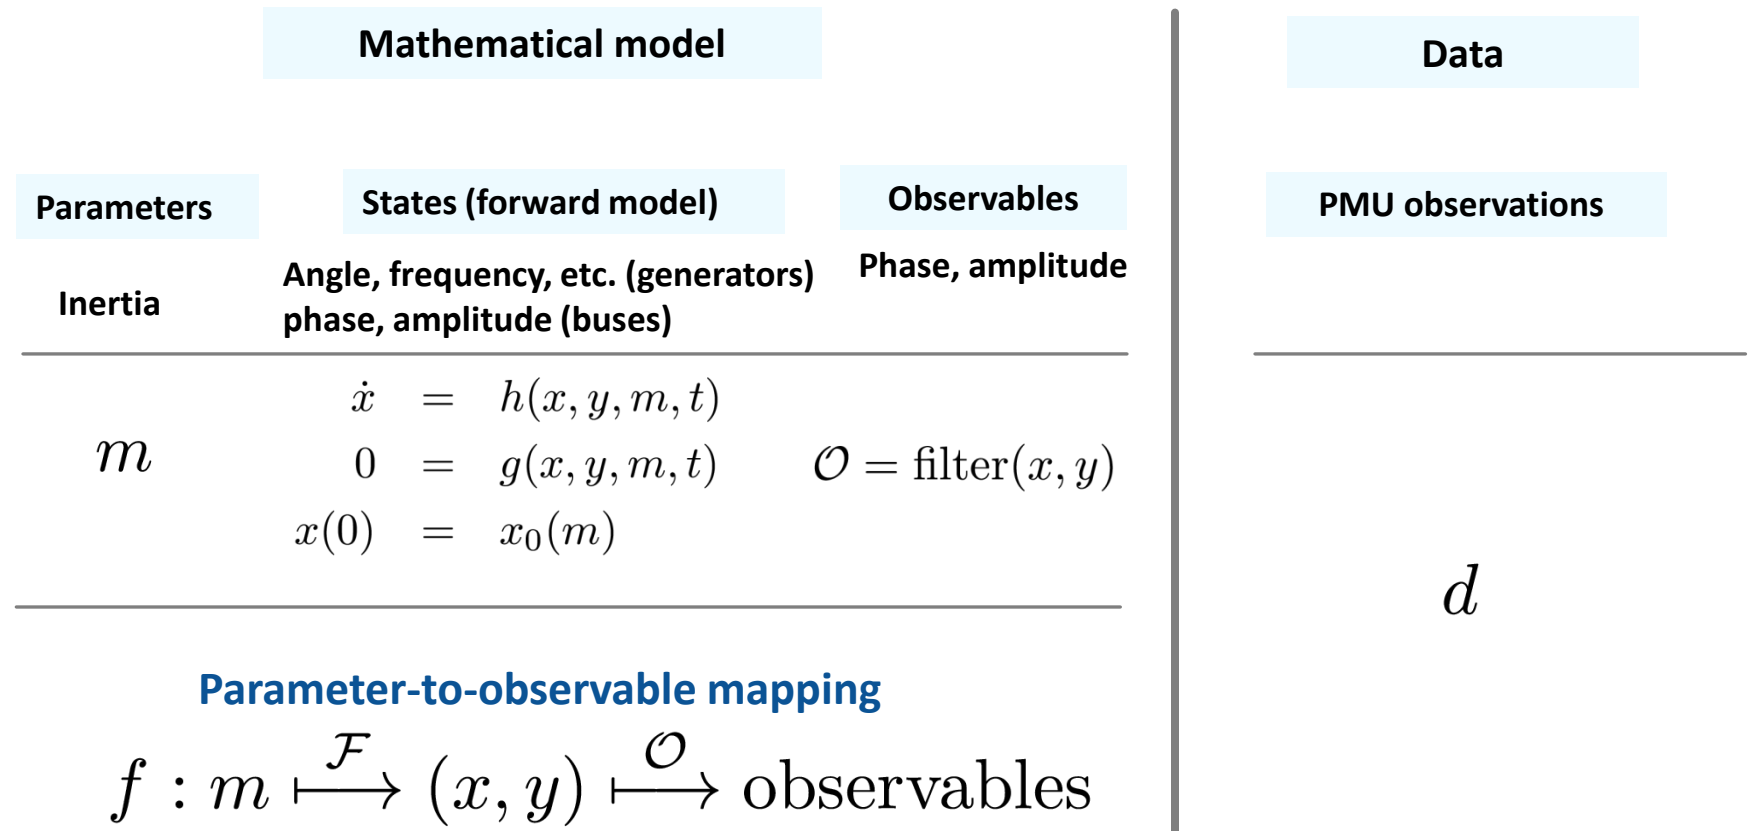 Mathematical model
Data
Parameters
States (forward model)
Observables
PMU observations
Inertia
Angle, frequency, etc. (generators)
phase, amplitude (buses)
Phase, amplitude
m
ẋ = h(x, y, m, t)
0 = g(x, y, m, t)
x(0) = x₀(m)
𝒪 = filter(x, y)
d
Parameter-to-observable mapping
f : m ⟼^ℱ (x, y) ⟼^𝒪 observables